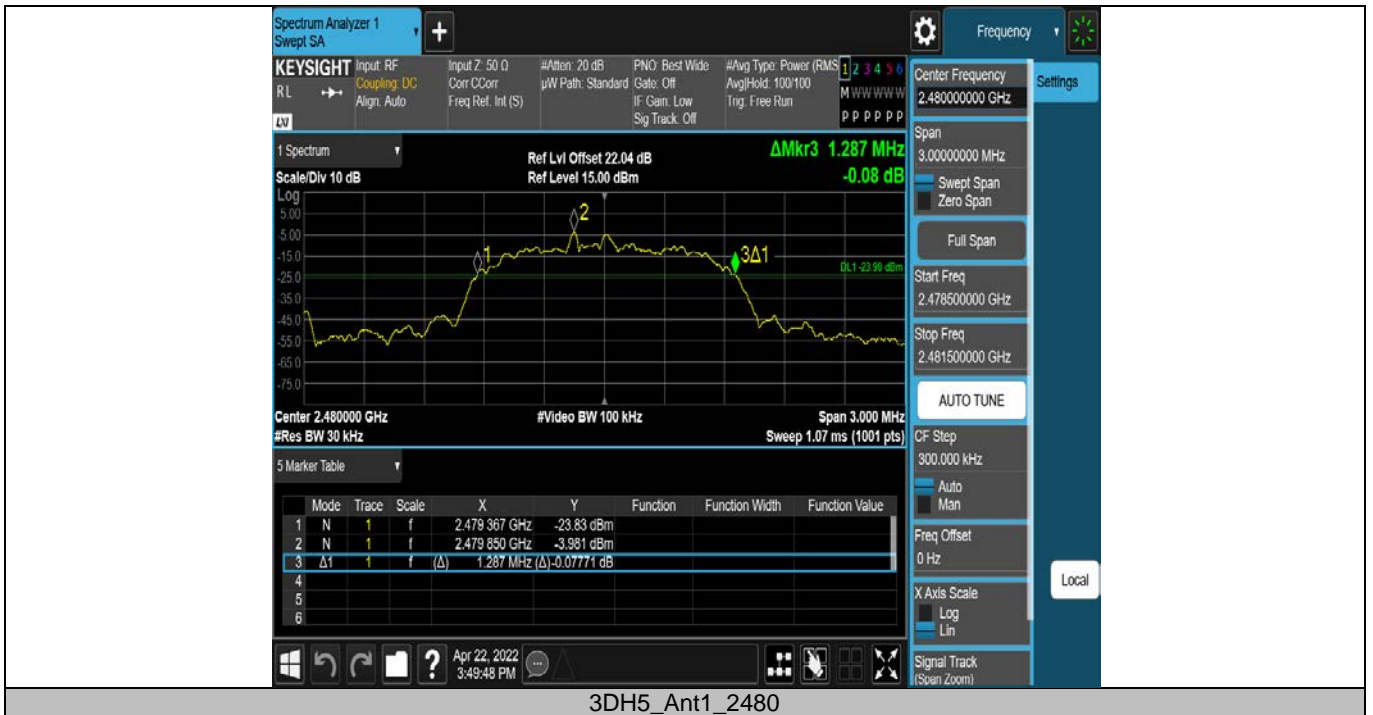 Spectrum Analyzer 1
Swept SA
+
Frequency
KEYSIGHT Input: RF Input Z: 50 Ω #Atten: 20 dB PNO: Best Wide #Avg Type: Power (RMS 1 2 3 4 5 6
RL Coupling: DC Corr CCorr µW Path: Standard Gate: Off Avg|Hold: 100/100 M W W W W W
Align: Auto Freq Ref: Int (S) IF Gain: Low Trig: Free Run
Sig Track: Off P P P P P P
LXI
1 Spectrum
Ref Lvl Offset 22.04 dB ΔMkr3 1.287 MHz
Scale/Div 10 dB Ref Level 15.00 dBm -0.08 dB
Log
5.00
-5.00
-15.0
-25.0
-35.0
-45.0
-55.0
-65.0
-75.0
1
2
3Δ1
DL1 -23.98 dBm
Center 2.480000 GHz #Video BW 100 kHz Span 3.000 MHz
#Res BW 30 kHz Sweep 1.07 ms (1001 pts)
5 Marker Table
Mode Trace Scale X Y Function Function Width Function Value
1 N 1 f 2.479 367 GHz -23.83 dBm
2 N 1 f 2.479 850 GHz -3.981 dBm
3 Δ1 1 f (Δ) 1.287 MHz (Δ) -0.07771 dB
4
5
6
?
Apr 22, 2022
3:49:48 PM
Center Frequency
2.480000000 GHz
Settings
Span
3.00000000 MHz
Swept Span
Zero Span
Full Span
Start Freq
2.478500000 GHz
Stop Freq
2.481500000 GHz
AUTO TUNE
CF Step
300.000 kHz
Auto
Man
Freq Offset
0 Hz
X Axis Scale
Log
Lin
Signal Track
(Span Zoom)
Local
3DH5_Ant1_2480